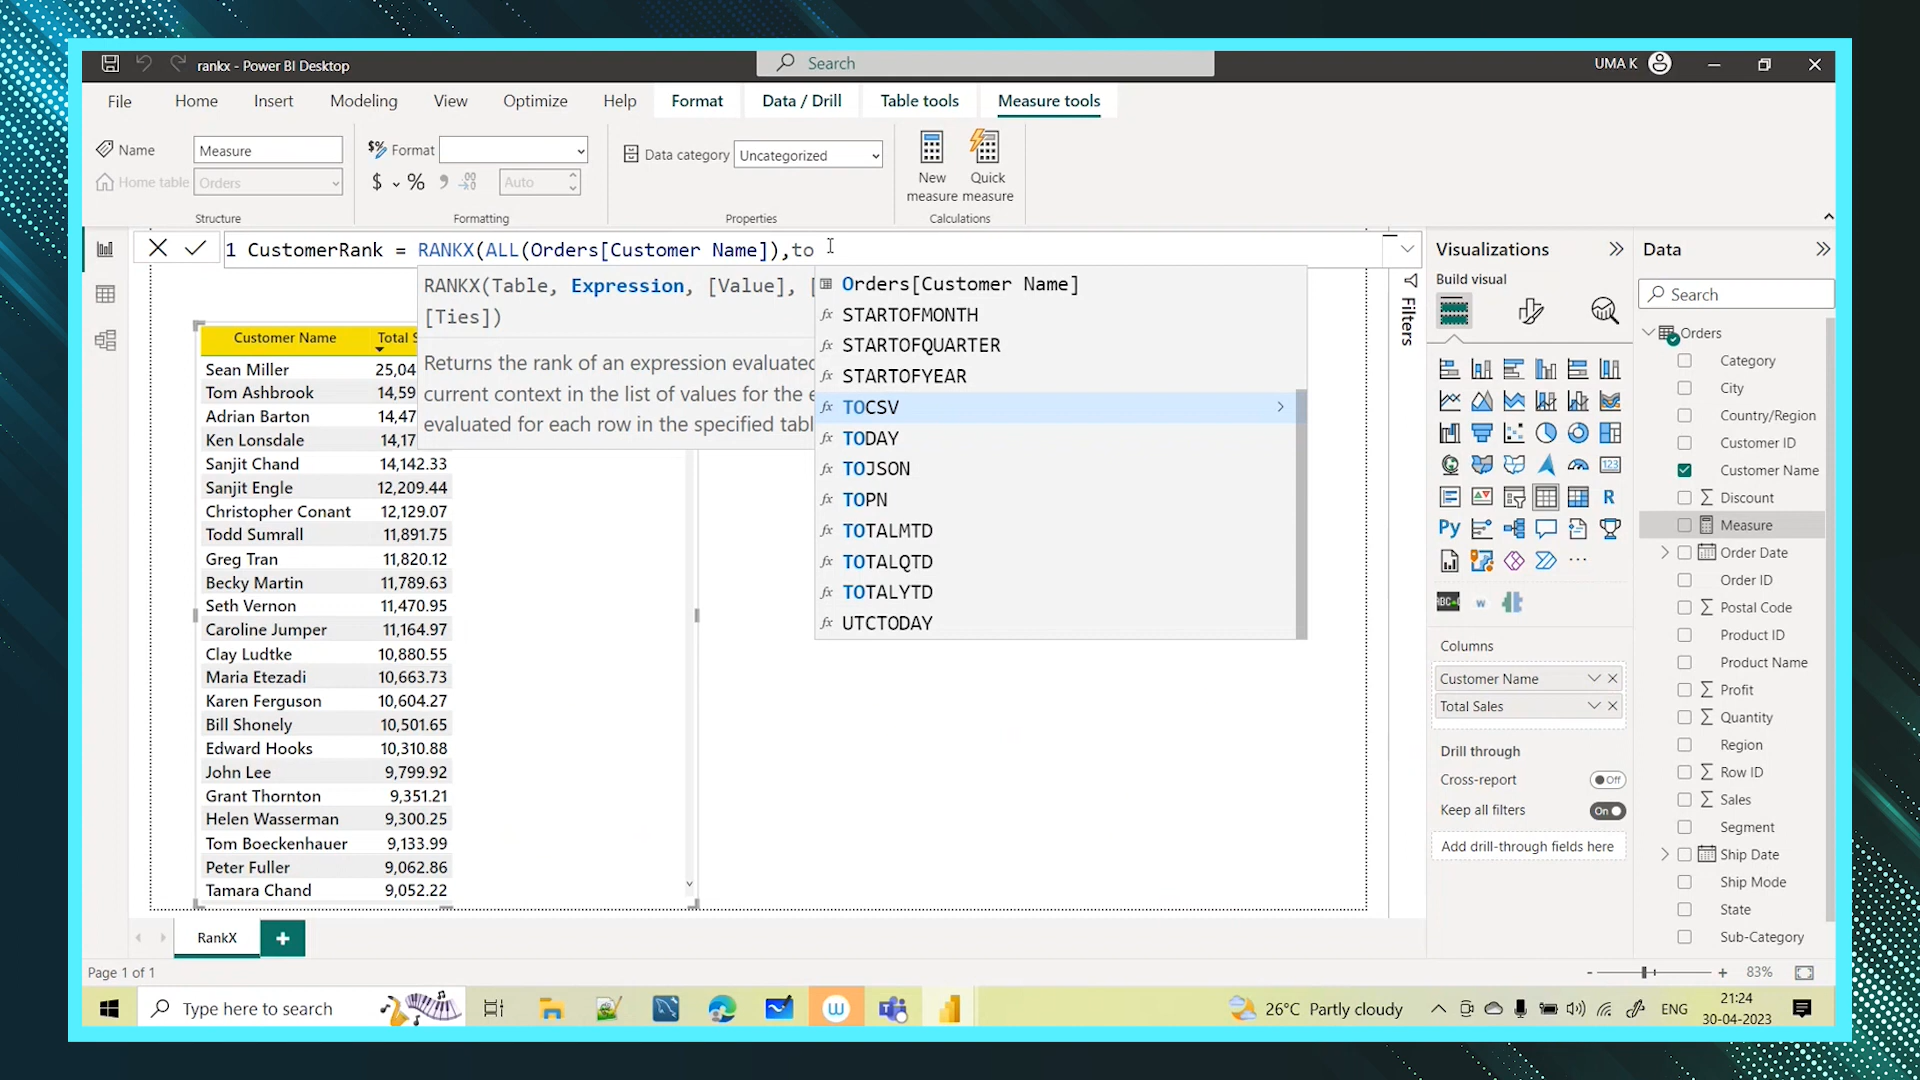 rankx - Power BI Desktop
Search
UMA K
File
Home
Insert
Modeling
View
Optimize
Help
Format
Data / Drill
Table tools
Measure tools
Name
Measure
Home table
Orders
Structure
$% Format
$ % 9 .00
Auto
Formatting
Data category
Uncategorized
Properties
New measure
Quick measure
Calculations
1 CustomerRank = RANKX(ALL(Orders[Customer Name]),to
RANKX(Table, Expression, [Value], [
[Ties])
Returns the rank of an expression evaluated
current context in the list of values for the e
evaluated for each row in the specified tabl
Orders[Customer Name]
STARTOFMONTH
STARTOFQUARTER
STARTOFYEAR
TOCSV
TODAY
TOJSON
TOPN
TOTALMTD
TOTALQTD
TOTALYTD
UTCTODAY
Customer Name Total S
Sean Miller 25,04
Tom Ashbrook 14,59
Adrian Barton 14,47
Ken Lonsdale 14,17
Sanjit Chand 14,142.33
Sanjit Engle 12,209.44
Christopher Conant 12,129.07
Todd Sumrall 11,891.75
Greg Tran 11,820.12
Becky Martin 11,789.63
Seth Vernon 11,470.95
Caroline Jumper 11,164.97
Clay Ludtke 10,880.55
Maria Etezadi 10,663.73
Karen Ferguson 10,604.27
Bill Shonely 10,501.65
Edward Hooks 10,310.88
John Lee 9,799.92
Grant Thornton 9,351.21
Helen Wasserman 9,300.25
Tom Boeckenhauer 9,133.99
Peter Fuller 9,062.86
Tamara Chand 9,052.22
Filters
Visualizations
Build visual
123
R
Py
ABC
w
Columns
Customer Name
Total Sales
Drill through
Cross-report
Off
Keep all filters
On
Add drill-through fields here
Data
Search
Orders
Category
City
Country/Region
Customer ID
Customer Name
Discount
Measure
Order Date
Order ID
Postal Code
Product ID
Product Name
Profit
Quantity
Region
Row ID
Sales
Segment
Ship Date
Ship Mode
State
Sub-Category
RankX
Page 1 of 1
83%
Type here to search
26°C Partly cloudy
ENG
21:24
30-04-2023